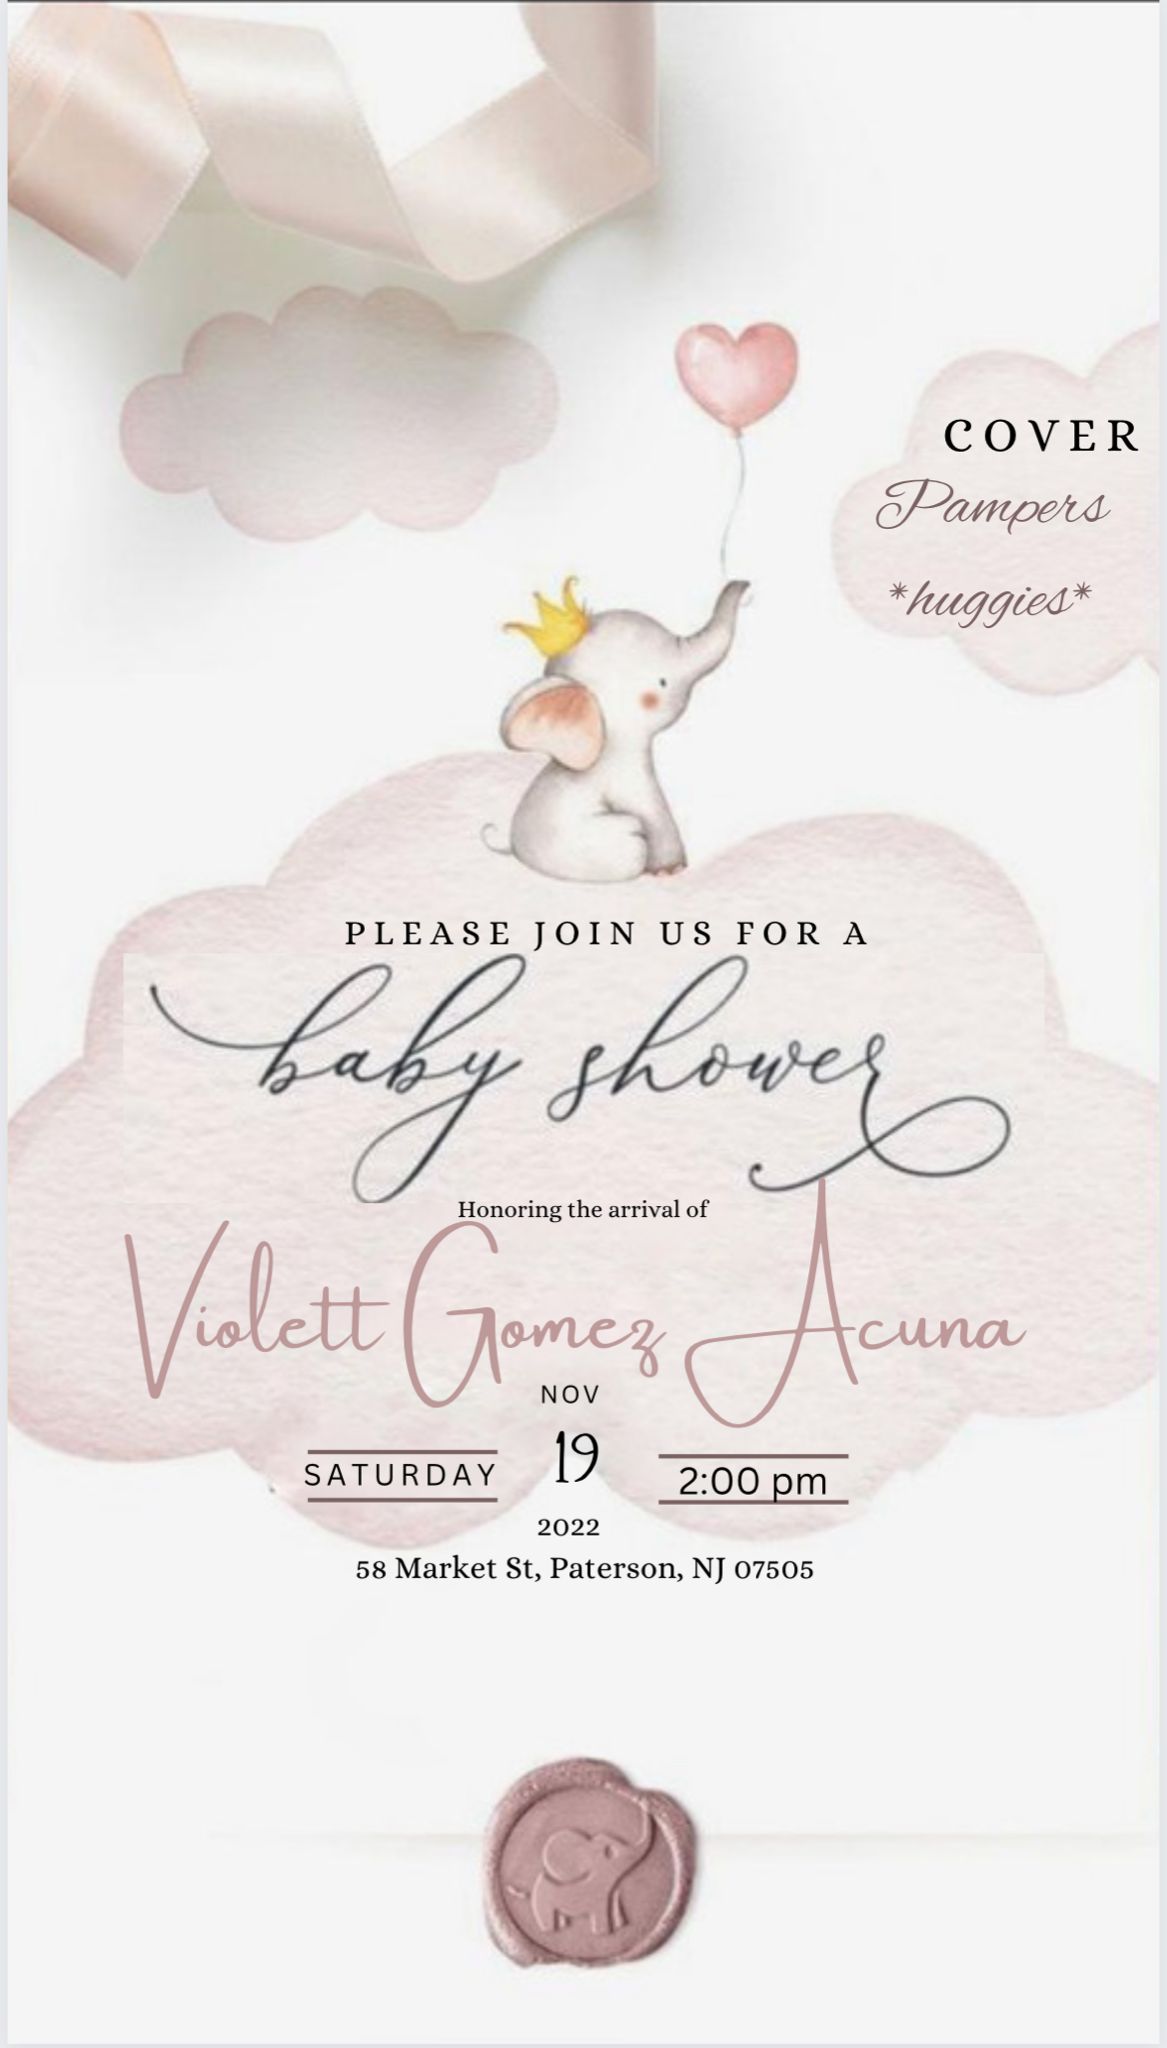 COVER
Pampers
*huggies*
PLEASE JOIN US FOR A
baby shower
Honoring the arrival of
Violett Gomez Acuna
NOV
SATURDAY 19 2:00 pm
2022
58 Market St, Paterson, NJ 07505